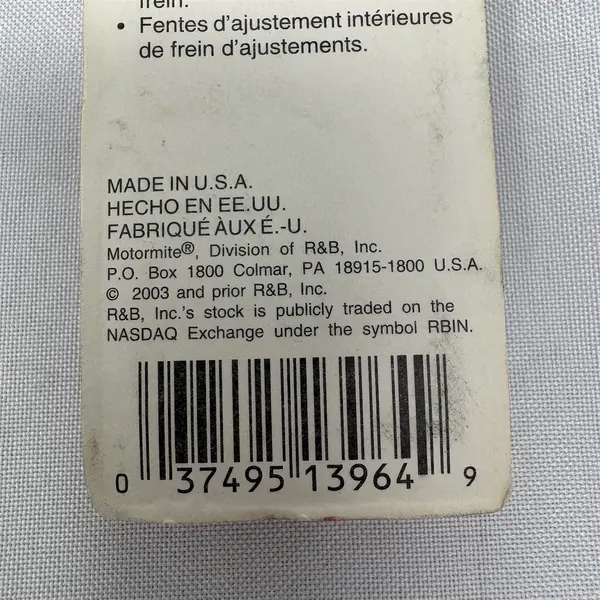 frein.
• Fentes d'ajustement intérieures
de frein d'ajustements.
MADE IN U.S.A.
HECHO EN EE.UU.
FABRIQUÉ ÀUX É.-U.
Motormite®, Division of R&B, Inc.
P.O. Box 1800 Colmar, PA 18915-1800 U.S.A.
© 2003 and prior R&B, Inc.
R&B, Inc.'s stock is publicly traded on the
NASDAQ Exchange under the symbol RBIN.
0 37495 13964 9